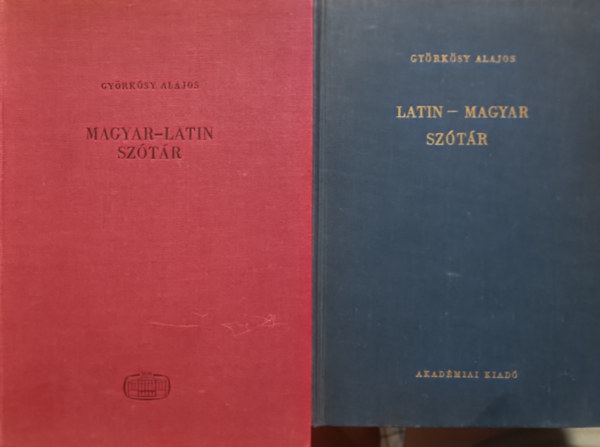 GYÖRKÖSY ALAJOS
MAGYAR-LATIN
SZÓTÁR
GYÖRKÖSY ALAJOS
LATIN – MAGYAR
SZÓTÁR
AKADÉMIAI KIADÓ